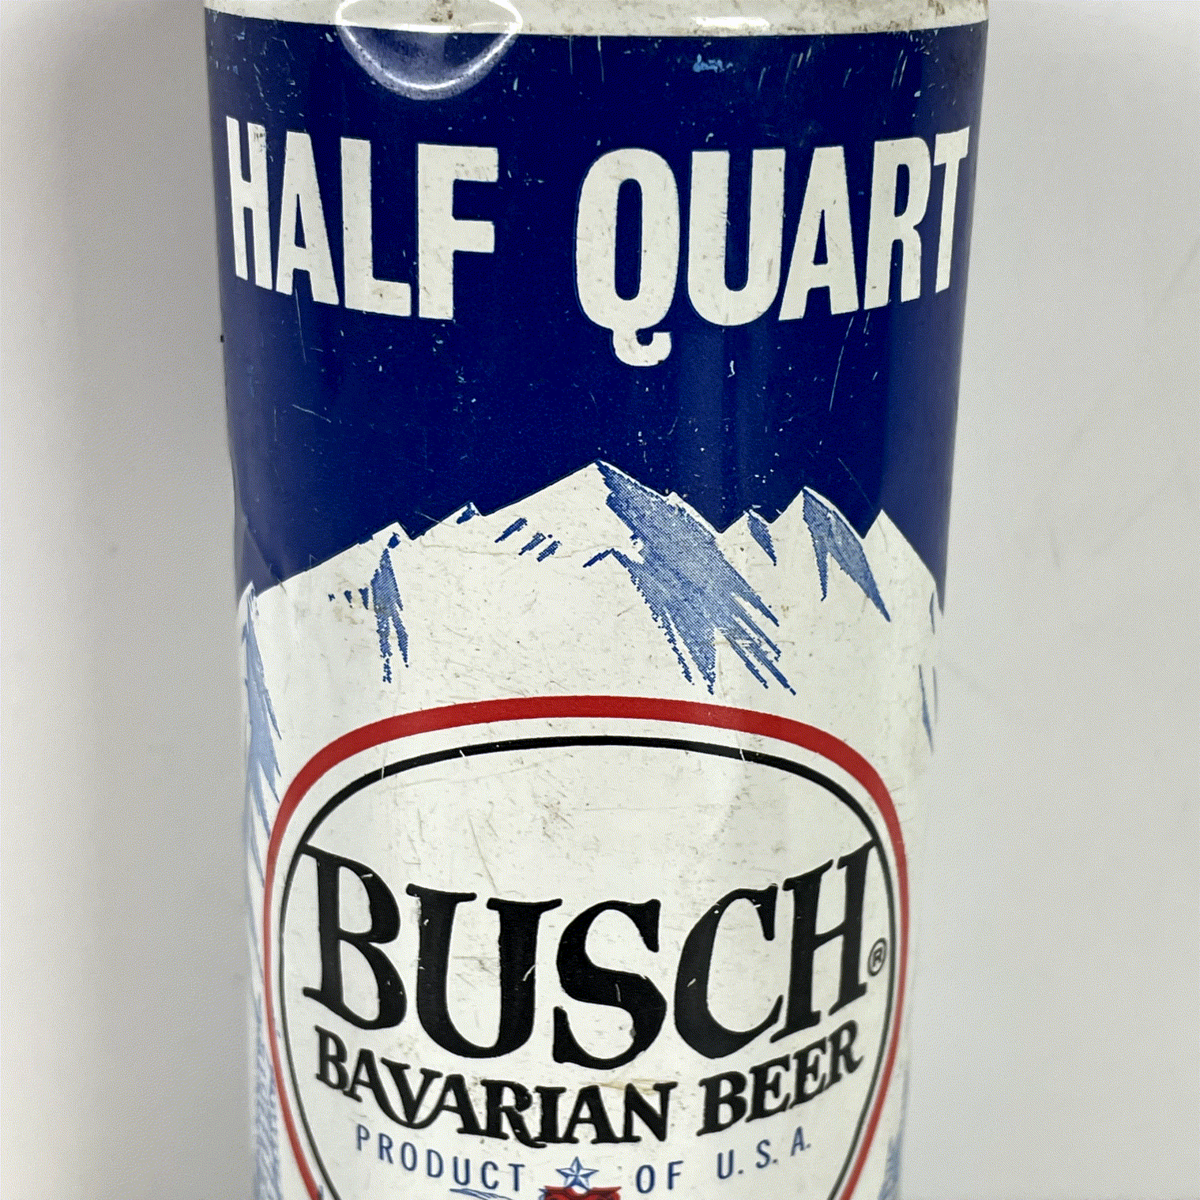 HALF QUART
BUSCH®
BAVARIAN BEER
PRODUCT OF U.S.A.